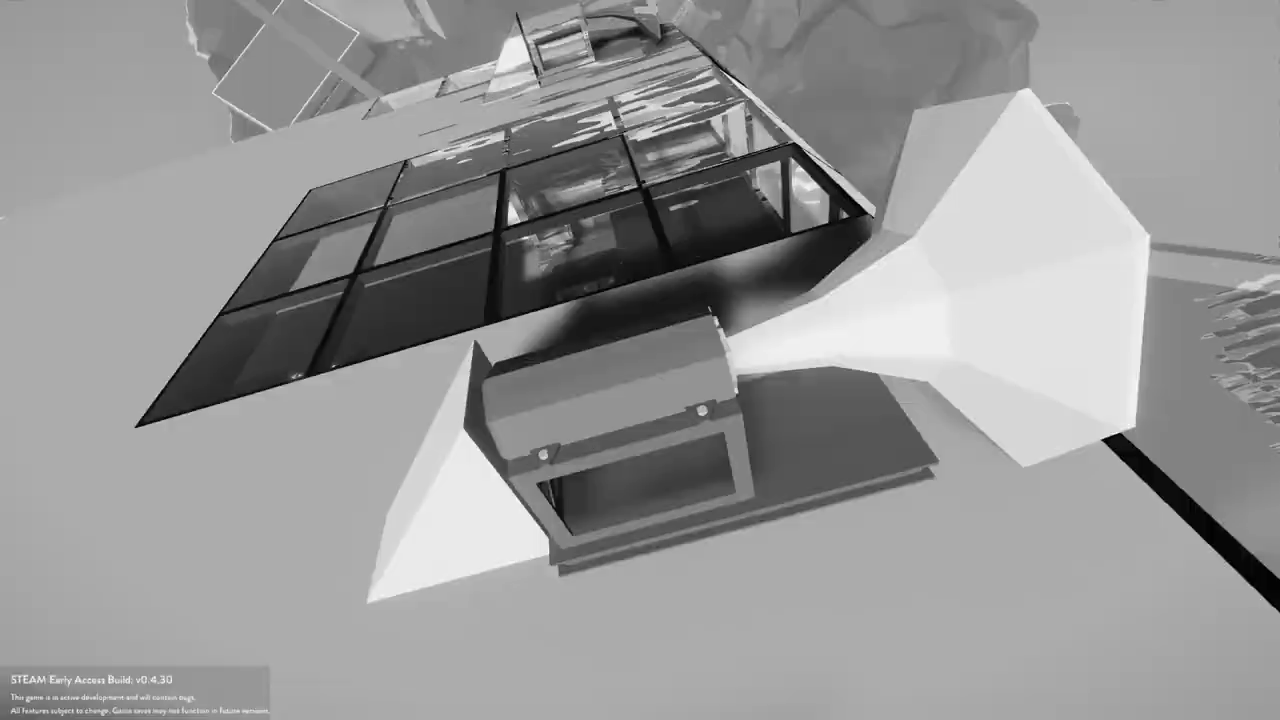 STEAM Early Access Build: v0.4.30
This game is in active development and will contain bugs.
All features subject to change. Game saves may not function in future versions.